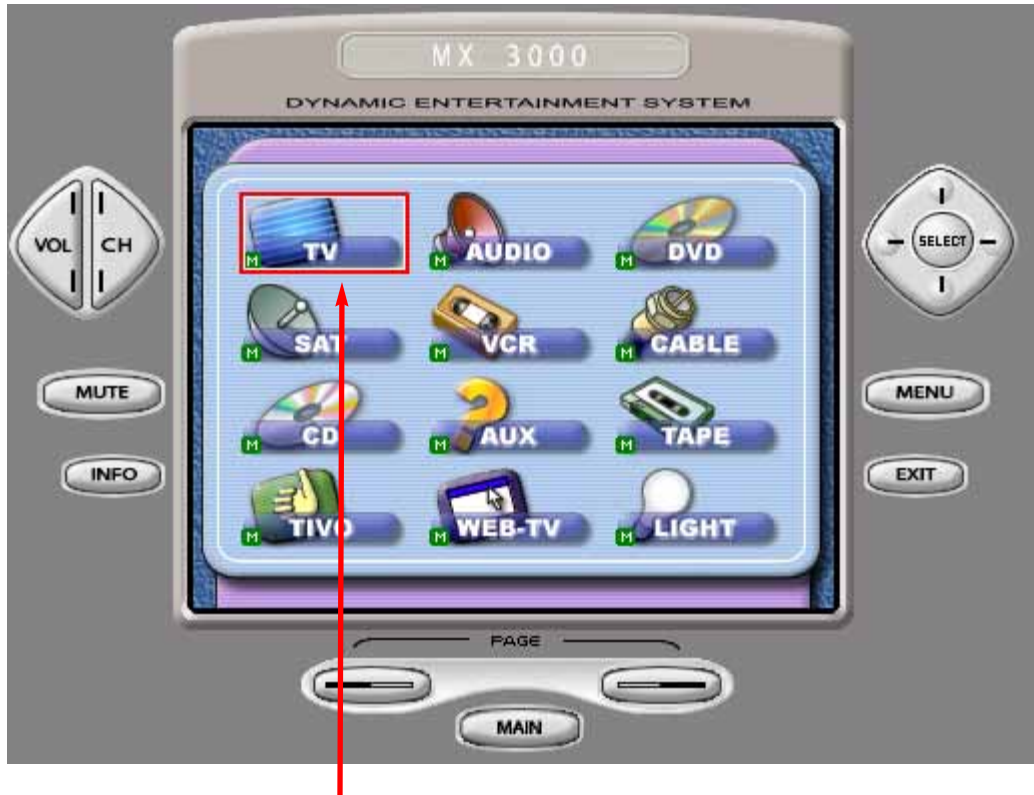 MX 3000
DYNAMIC ENTERTAINMENT SYSTEM
VOL CH
SELECT
M TV M AUDIO M DVD
M SAT M VCR M CABLE
MUTE
MENU
M CD M AUX M TAPE
INFO
EXIT
M TIVO M WEB-TV M LIGHT
PAGE
MAIN